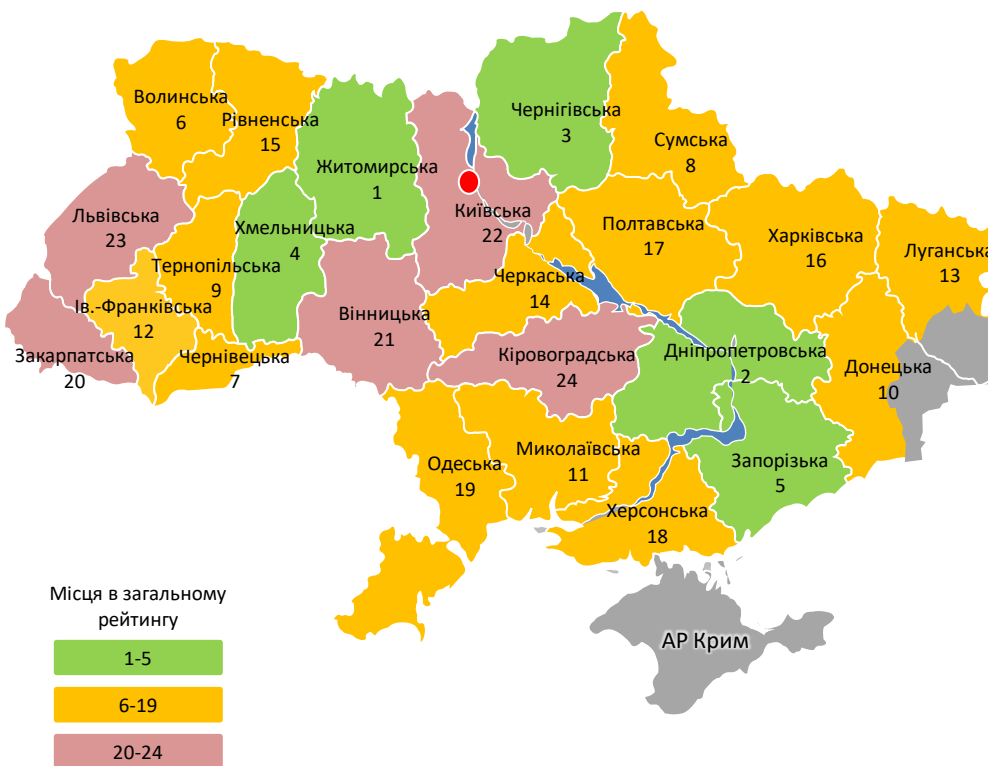 Волинська
6
Рівненська
15
Житомирська
1
Чернігівська
3
Сумська
8
Київська
22
Львівська
23
Хмельницька
4
Тернопільська
9
Полтавська
17
Харківська
16
Луганська
13
Черкаська
14
Ів.-Франківська
12
Вінницька
21
Закарпатська
20
Чернівецька
7
Кіровоградська
24
Дніпропетровська
2
Донецька
10
Одеська
19
Миколаївська
11
Запорізька
5
Херсонська
18
АР Крим
Місця в загальному
рейтингу
1-5
6-19
20-24